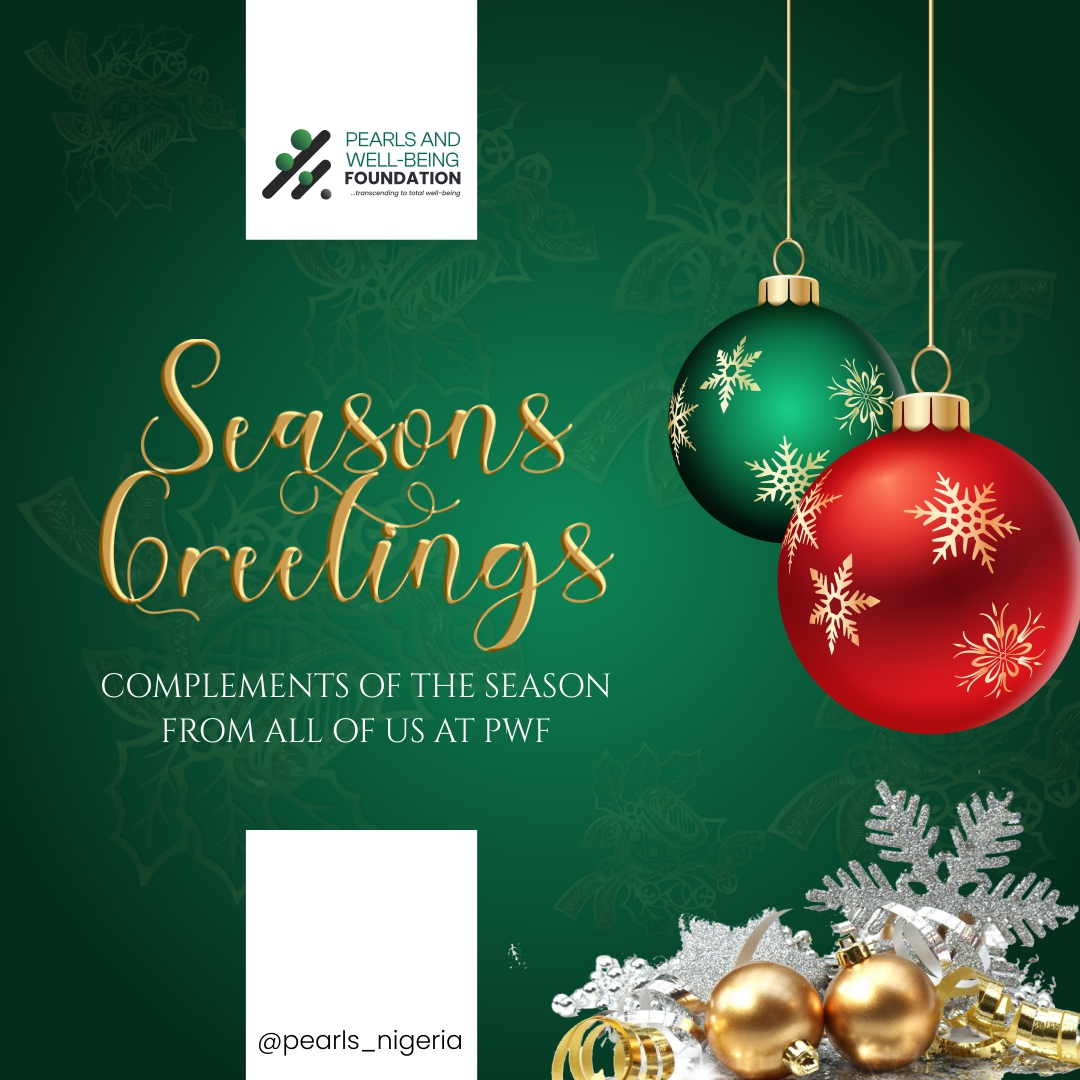 PEARLS AND
WELL-BEING
FOUNDATION
...transcending to total well-being
Seasons
Greetings
COMPLEMENTS OF THE SEASON
FROM ALL OF US AT PWF
@pearls_nigeria